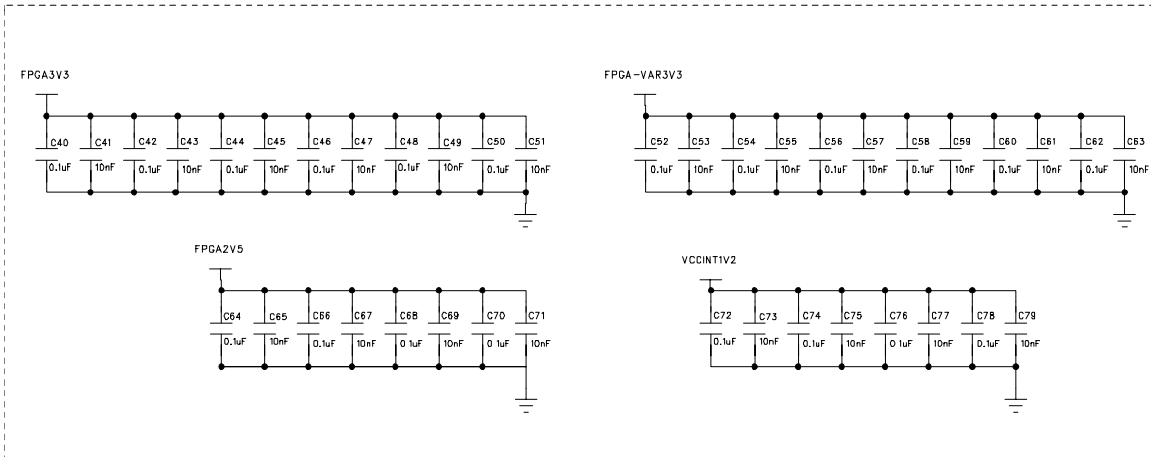 FPGA3V3
C40 C41 C42 C43 C44 C45 C46 C47 C48 C49 C50 C51
0.1uF 10nF 0.1uF 10nF 0.1uF 10nF 0.1uF 10nF 0.1uF 10nF 0.1uF 10nF
FPGA-VAR3V3
C52 C53 C54 C55 C56 C57 C58 C59 C60 C61 C62 C63
0.1uF 10nF 0.1uF 10nF 0.1uF 10nF 0.1uF 10nF 0.1uF 10nF 0.1uF 10nF
FPGA2V5
C64 C65 C66 C67 C68 C69 C70 C71
0.1uF 10nF 0.1uF 10nF 0.1uF 10nF 0.1uF 10nF
VCCINT1V2
C72 C73 C74 C75 C76 C77 C78 C79
0.1uF 10nF 0.1uF 10nF 0.1uF 10nF 0.1uF 10nF